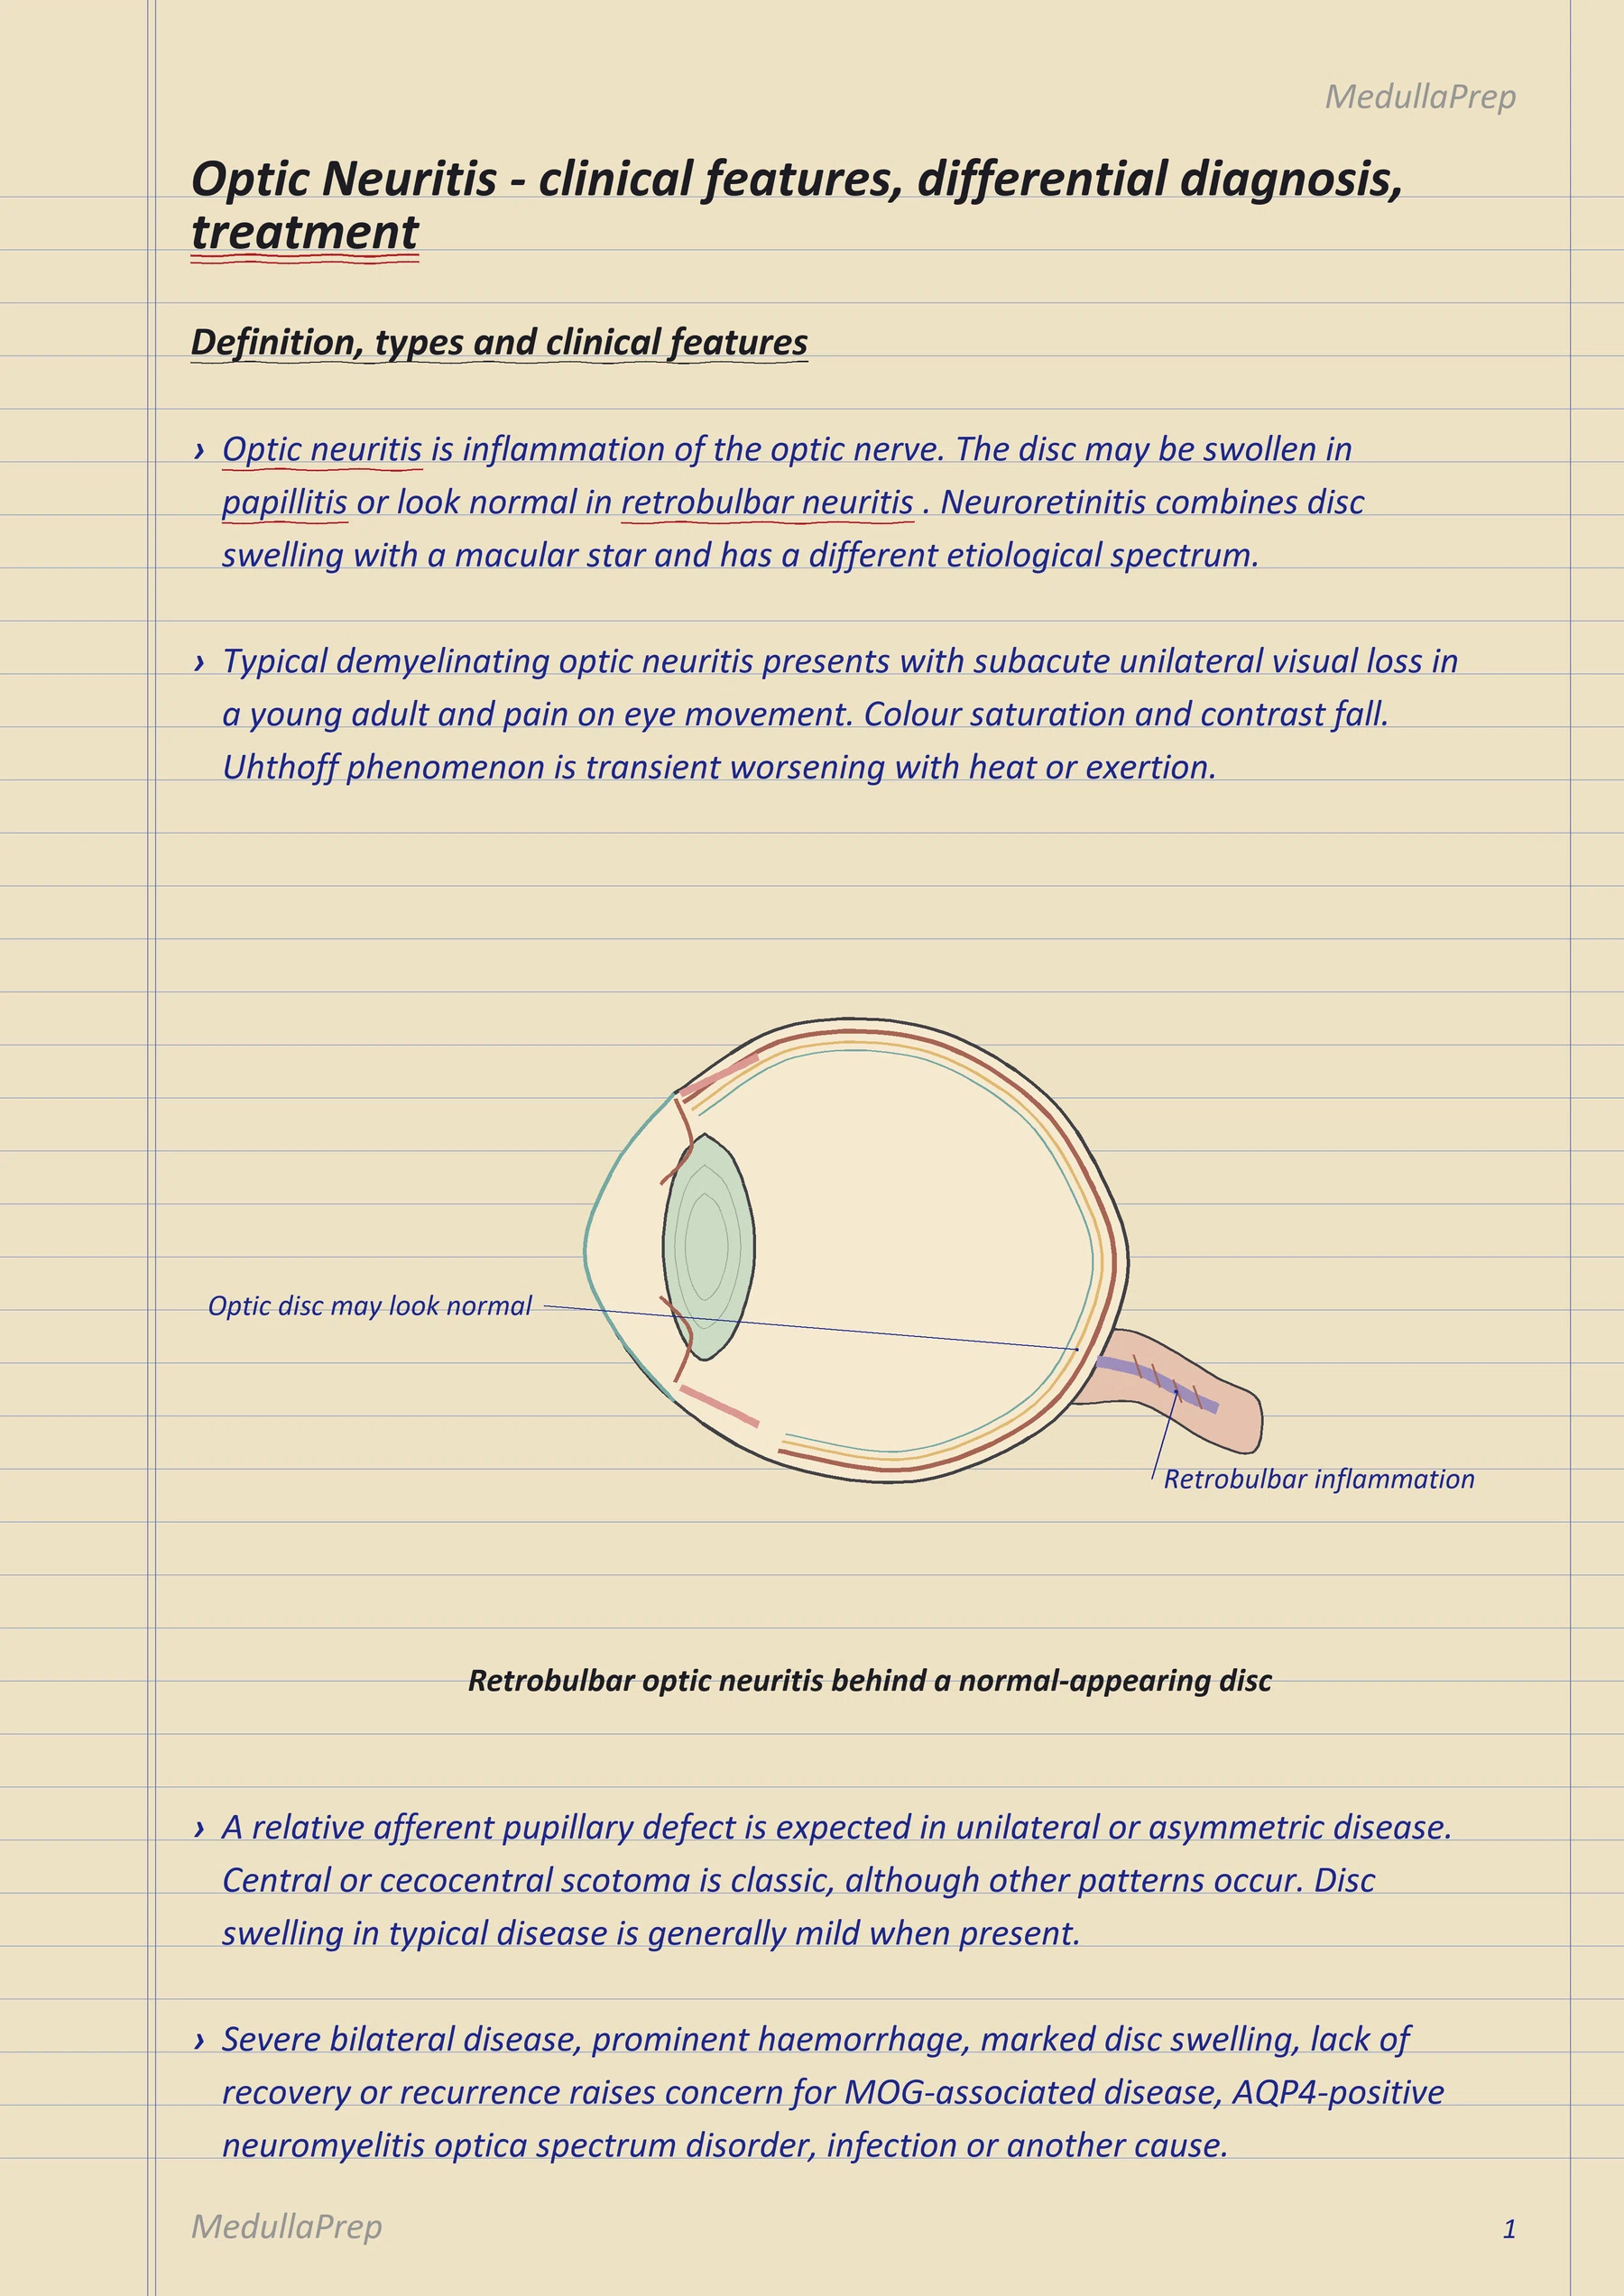 MedullaPrep
Optic Neuritis - clinical features, differential diagnosis,
treatment
Definition, types and clinical features
› Optic neuritis is inflammation of the optic nerve. The disc may be swollen in
papillitis or look normal in retrobulbar neuritis . Neuroretinitis combines disc
swelling with a macular star and has a different etiological spectrum.
› Typical demyelinating optic neuritis presents with subacute unilateral visual loss in
a young adult and pain on eye movement. Colour saturation and contrast fall.
Uhthoff phenomenon is transient worsening with heat or exertion.
Optic disc may look normal
Retrobulbar inflammation
Retrobulbar optic neuritis behind a normal-appearing disc
› A relative afferent pupillary defect is expected in unilateral or asymmetric disease.
Central or cecocentral scotoma is classic, although other patterns occur. Disc
swelling in typical disease is generally mild when present.
› Severe bilateral disease, prominent haemorrhage, marked disc swelling, lack of
recovery or recurrence raises concern for MOG-associated disease, AQP4-positive
neuromyelitis optica spectrum disorder, infection or another cause.
MedullaPrep
1